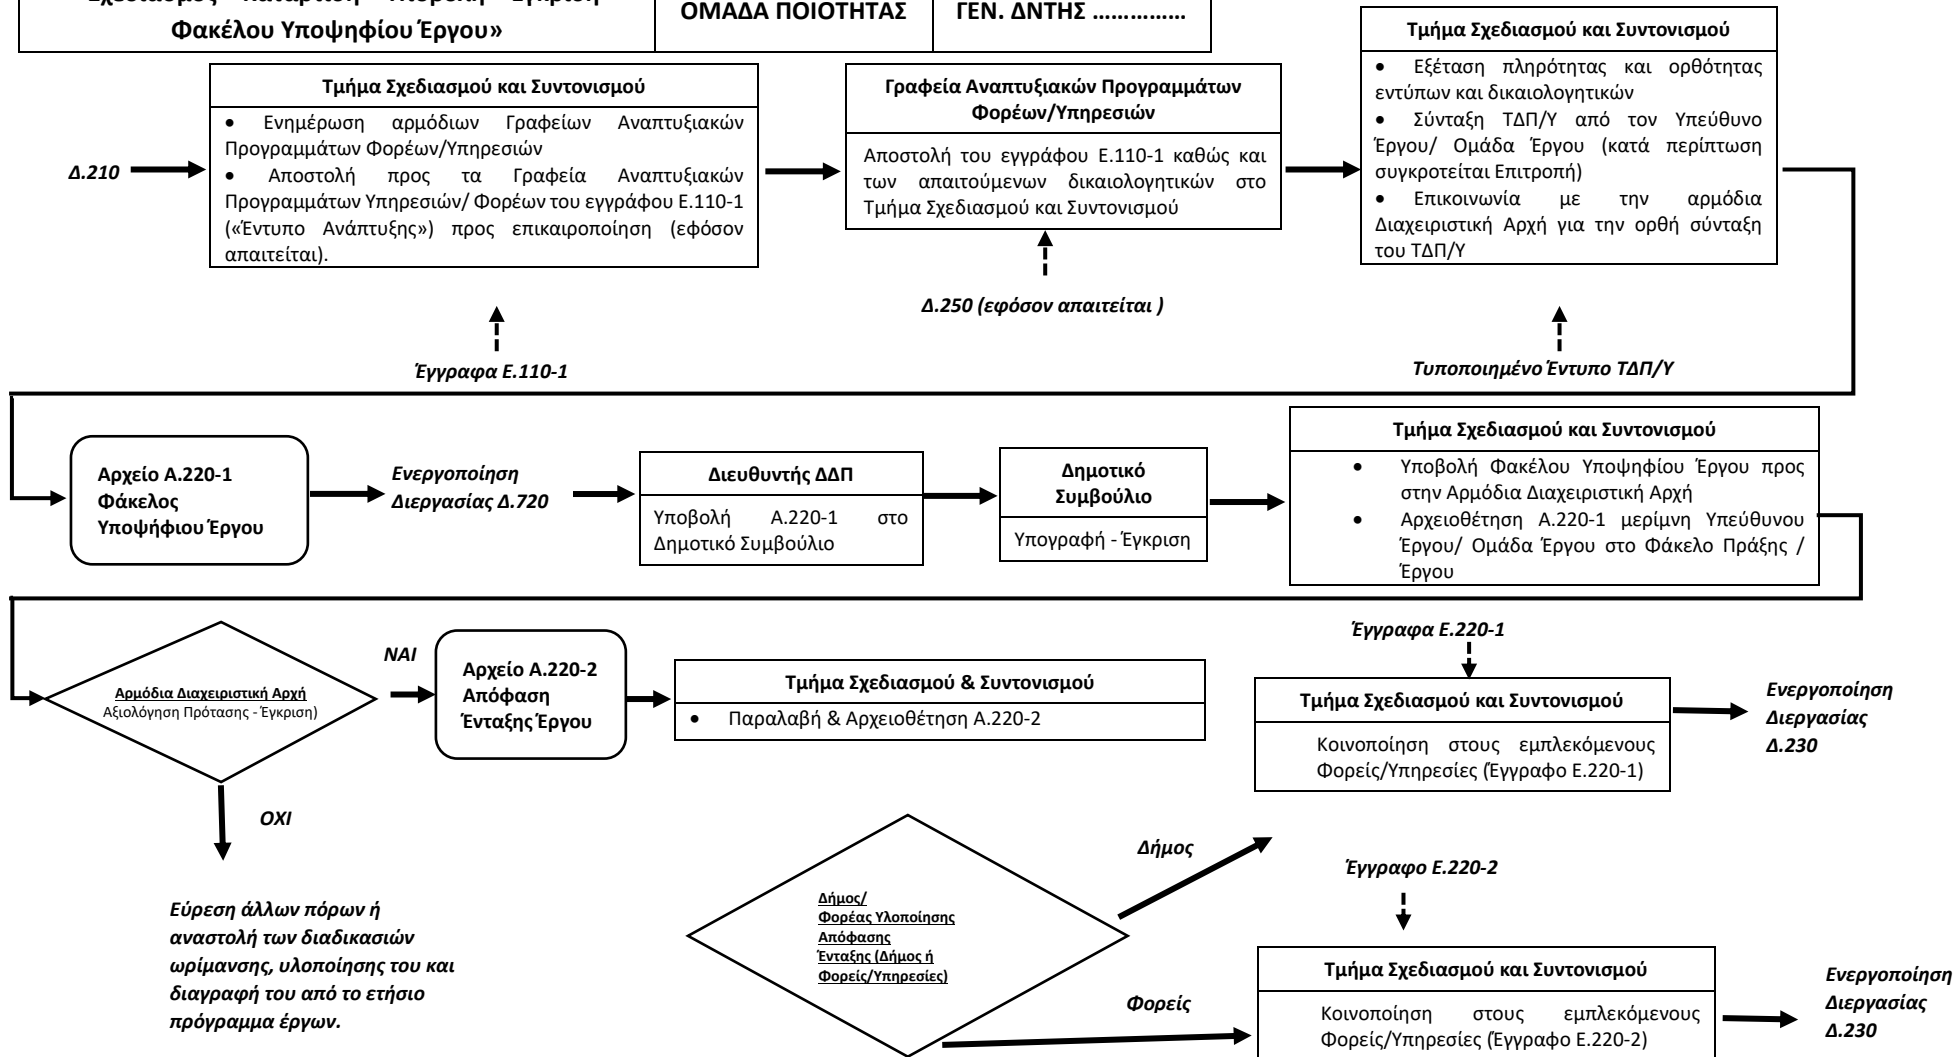 Φακέλου Υποψηφίου Έργου»
ΟΜΑΔΑ ΠΟΙΟΤΗΤΑΣ
ΓΕΝ. ΔΝΤΗΣ ……………
Δ.210
Τμήμα Σχεδιασμού και Συντονισμού
• Ενημέρωση αρμόδιων Γραφείων Αναπτυξιακών
Προγραμμάτων Φορέων/Υπηρεσιών
• Αποστολή προς τα Γραφεία Αναπτυξιακών
Προγραμμάτων Υπηρεσιών/ Φορέων του εγγράφου Ε.110-1
(«Έντυπο Ανάπτυξης») προς επικαιροποίηση (εφόσον
απαιτείται).
Έγγραφα Ε.110-1
Γραφεία Αναπτυξιακών Προγραμμάτων
Φορέων/Υπηρεσιών
Αποστολή του εγγράφου Ε.110-1 καθώς και
των απαιτούμενων δικαιολογητικών στο
Τμήμα Σχεδιασμού και Συντονισμού
Δ.250 (εφόσον απαιτείται )
Τμήμα Σχεδιασμού και Συντονισμού
• Εξέταση πληρότητας και ορθότητας
εντύπων και δικαιολογητικών
• Σύνταξη ΤΔΠ/Υ από τον Υπεύθυνο
Έργου/ Ομάδα Έργου (κατά περίπτωση
συγκροτείται Επιτροπή)
• Επικοινωνία με την αρμόδια
Διαχειριστική Αρχή για την ορθή σύνταξη
του ΤΔΠ/Υ
Τυποποιημένο Έντυπο ΤΔΠ/Υ
Αρχείο Α.220-1
Φάκελος
Υποψήφιου Έργου
Ενεργοποίηση
Διεργασίας Δ.720
Διευθυντής ΔΔΠ
Υποβολή Α.220-1 στο
Δημοτικό Συμβούλιο
Δημοτικό
Συμβούλιο
Υπογραφή - Έγκριση
Τμήμα Σχεδιασμού και Συντονισμού
• Υποβολή Φακέλου Υποψηφίου Έργου προς
στην Αρμόδια Διαχειριστική Αρχή
• Αρχειοθέτηση Α.220-1 μερίμνη Υπεύθυνου
Έργου/ Ομάδα Έργου στο Φάκελο Πράξης /
Έργου
Αρμόδια Διαχειριστική Αρχή
Αξιολόγηση Πρότασης - Έγκριση)
ΝΑΙ
Αρχείο Α.220-2
Απόφαση
Ένταξης Έργου
Τμήμα Σχεδιασμού & Συντονισμού
• Παραλαβή & Αρχειοθέτηση Α.220-2
Έγγραφα Ε.220-1
Τμήμα Σχεδιασμού και Συντονισμού
Κοινοποίηση στους εμπλεκόμενους
Φορείς/Υπηρεσίες (Έγγραφο Ε.220-1)
Ενεργοποίηση
Διεργασίας
Δ.230
ΟΧΙ
Εύρεση άλλων πόρων ή
αναστολή των διαδικασιών
ωρίμανσης, υλοποίησης του και
διαγραφή του από το ετήσιο
πρόγραμμα έργων.
Δήμος/
Φορέας Υλοποίησης
Απόφασης
Ένταξης (Δήμος ή
Φορείς/Υπηρεσίες)
Δήμος
Φορείς
Έγγραφο Ε.220-2
Τμήμα Σχεδιασμού και Συντονισμού
Κοινοποίηση στους εμπλεκόμενους
Φορείς/Υπηρεσίες (Έγγραφο Ε.220-2)
Ενεργοποίηση
Διεργασίας
Δ.230